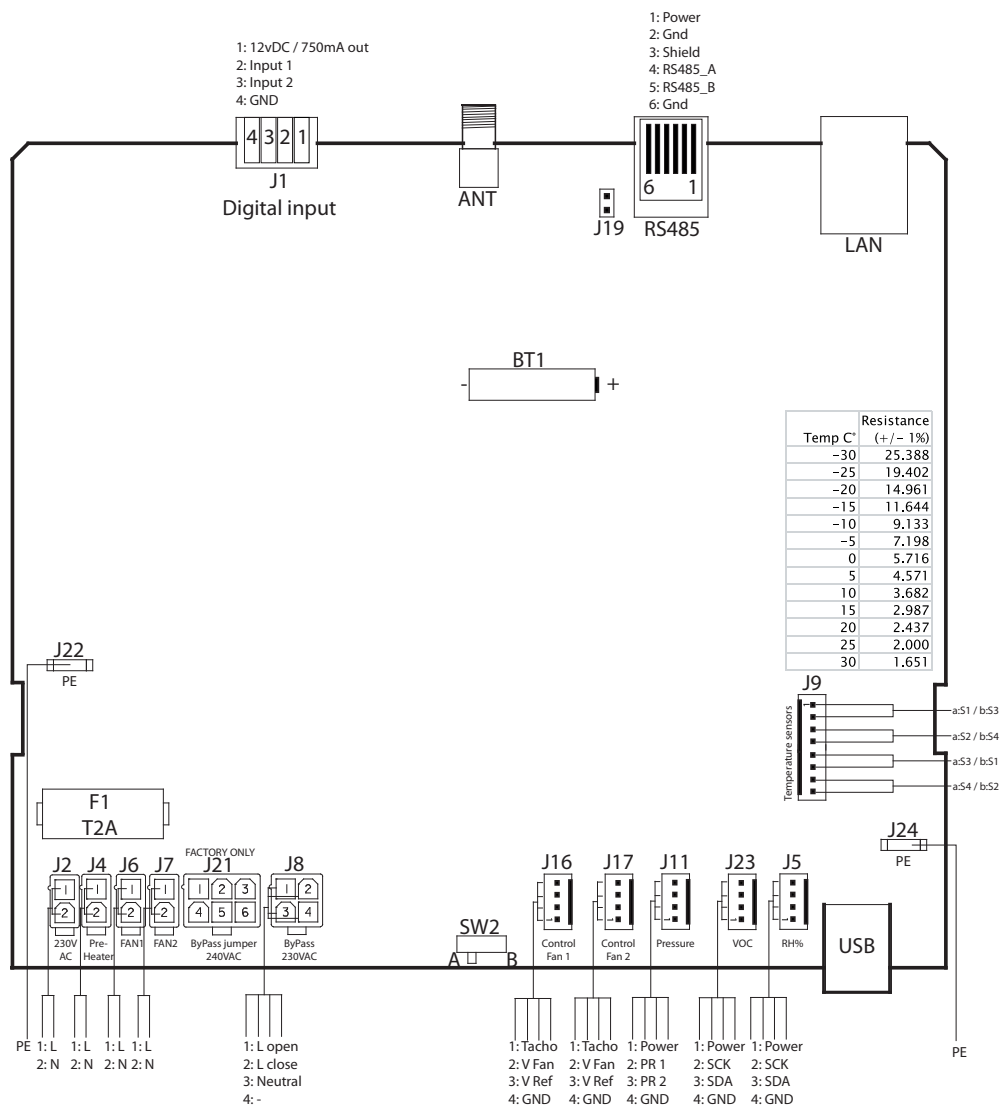 1: 12vDC / 750mA out
2: Input 1
3: Input 2
4: GND
1: Power
2: Gnd
3: Shield
4: RS485_A
5: RS485_B
6: Gnd
4 3 2 1
J1
Digital input
ANT
J19
6 1
RS485
LAN
BT1
- +
Temp C° Resistance (+/- 1%)
-30 25.388
-25 19.402
-20 14.961
-15 11.644
-10 9.133
-5 7.198
0 5.716
5 4.571
10 3.682
15 2.987
20 2.437
25 2.000
30 1.651
J22
PE
J9
1
Temperature sensors
a:S1 / b:S3
a:S2 / b:S4
a:S3 / b:S1
a:S4 / b:S2
F1
T2A
J24
PE
FACTORY ONLY
J2 J4 J6 J7 J21 J8
1 1 1 1 1 2 3 1 2
2 2 2 2 4 5 6 3 4
230V AC
Pre-Heater
FAN1
FAN2
ByPass jumper
240VAC
ByPass
230VAC
SW2
A B
J16 J17 J11 J23 J5
1 1 1 1 1
Control
Fan 1
Control
Fan 2
Pressure
VOC
RH%
USB
PE
1: L
2: N
1: L
2: N
1: L
2: N
1: L
2: N
1: L open
2: L close
3: Neutral
4: -
1: Tacho
2: V Fan
3: V Ref
4: GND
1: Tacho
2: V Fan
3: V Ref
4: GND
1: Power
2: PR 1
3: PR 2
4: GND
1: Power
2: SCK
3: SDA
4: GND
1: Power
2: SCK
3: SDA
4: GND
PE